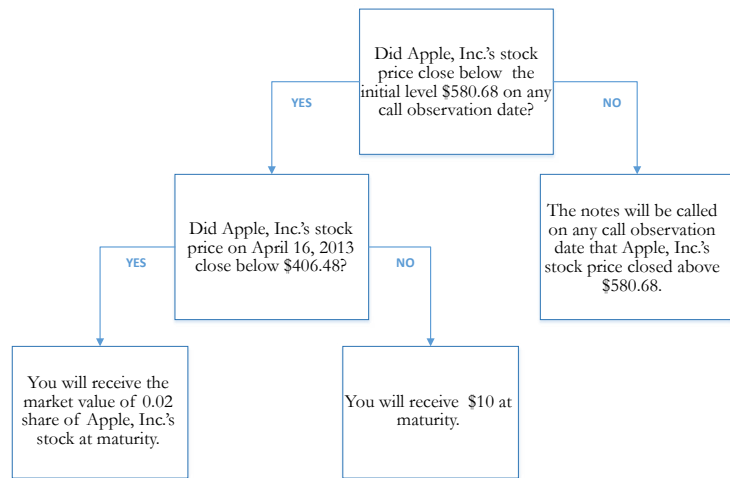 Did Apple, Inc.'s stock
price close below the
initial level $580.68 on any
call observation date?
YES
NO
Did Apple, Inc.'s stock
price on April 16, 2013
close below $406.48?
The notes will be called
on any call observation
date that Apple, Inc.'s
stock price closed above
$580.68.
YES
NO
You will receive the
market value of 0.02
share of Apple, Inc.'s
stock at maturity.
You will receive $10 at
maturity.